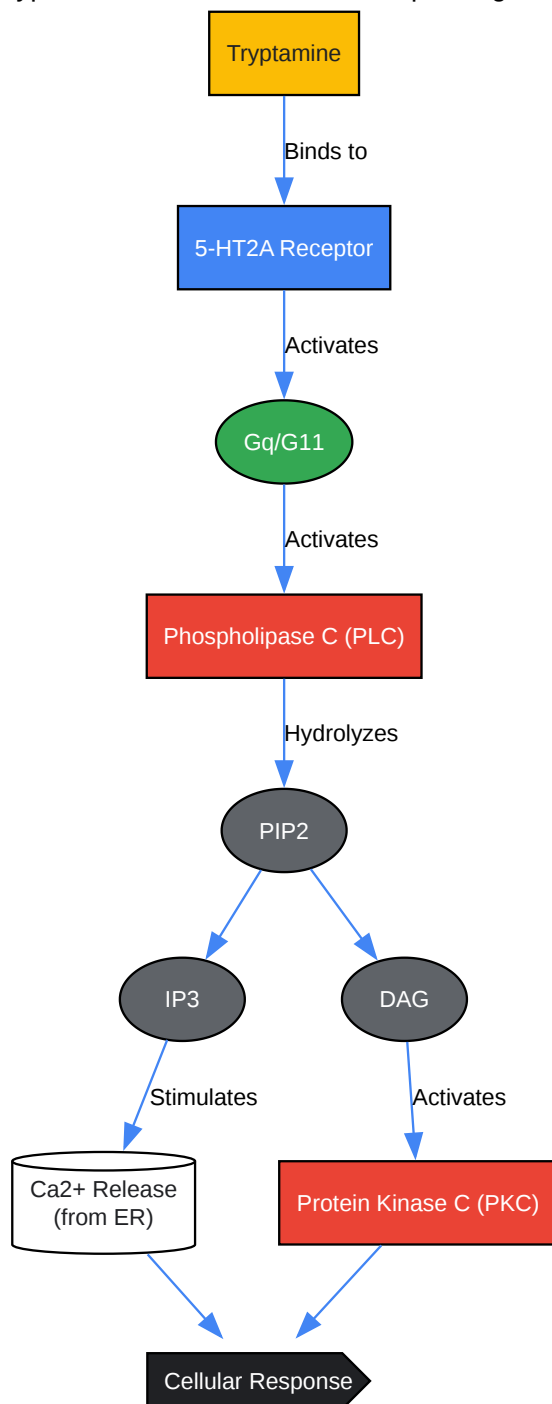 Tryptamine
Binds to
5-HT2A Receptor
Activates
Gq/G11
Activates
Phospholipase C (PLC)
Hydrolyzes
PIP2
IP3
DAG
Stimulates
Activates
Ca2+ Release
(from ER)
Protein Kinase C (PKC)
Cellular Response